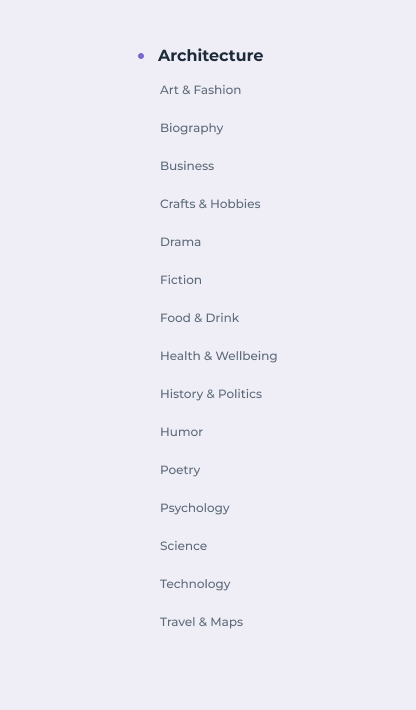 Architecture
Art & Fashion
Biography
Business
Crafts & Hobbies
Drama
Fiction
Food & Drink
Health & Wellbeing
History & Politics
Humor
Poetry
Psychology
Science
Technology
Travel & Maps